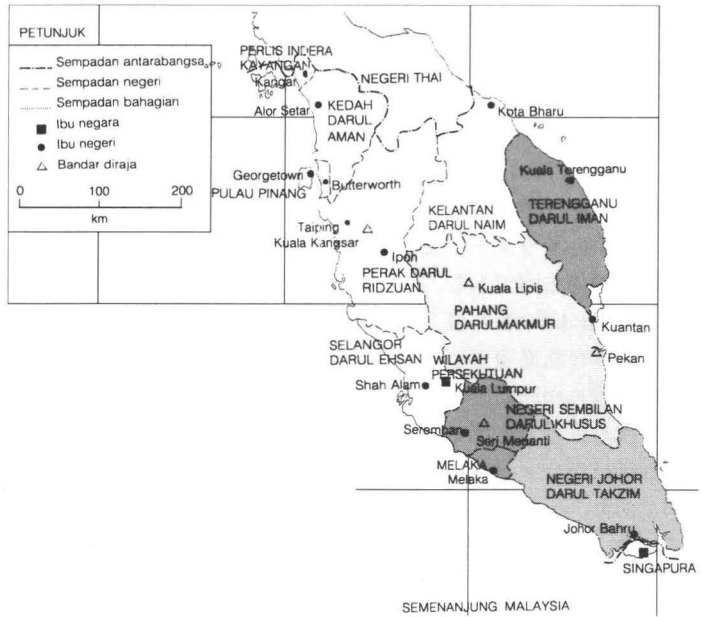 PETUNJUK
Sempadan antarabangsa
Sempadan negeri
Sempadan bahagian
Ibu negara
Ibu negeri
Bandar diraja
0 100 200
km
PERLIS INDERA
KAYANGAN
Kangar
NEGERI THAI
Alor Setar
KEDAH
DARUL
AMAN
Kota Bharu
Georgetown
PULAU PINANG
Butterworth
Kuala Terengganu
TERENGGANU
DARUL IMAN
KELANTAN
DARUL NAIM
Taiping
Kuala Kangsar
Ipoh
PERAK DARUL
RIDZUAN
Kuala Lipis
PAHANG
DARULMAKMUR
Kuantan
Pekan
SELANGOR
DARUL EHSAN
WILAYAH
PERSEKUTUAN
Kuala Lumpur
Shah Alam
NEGERI SEMBILAN
DARUL KHUSUS
Seremban
Seri Menanti
MELAKA
Melaka
NEGERI JOHOR
DARUL TAKZIM
Johor Bahru
SINGAPURA
SEMENANJUNG MALAYSIA